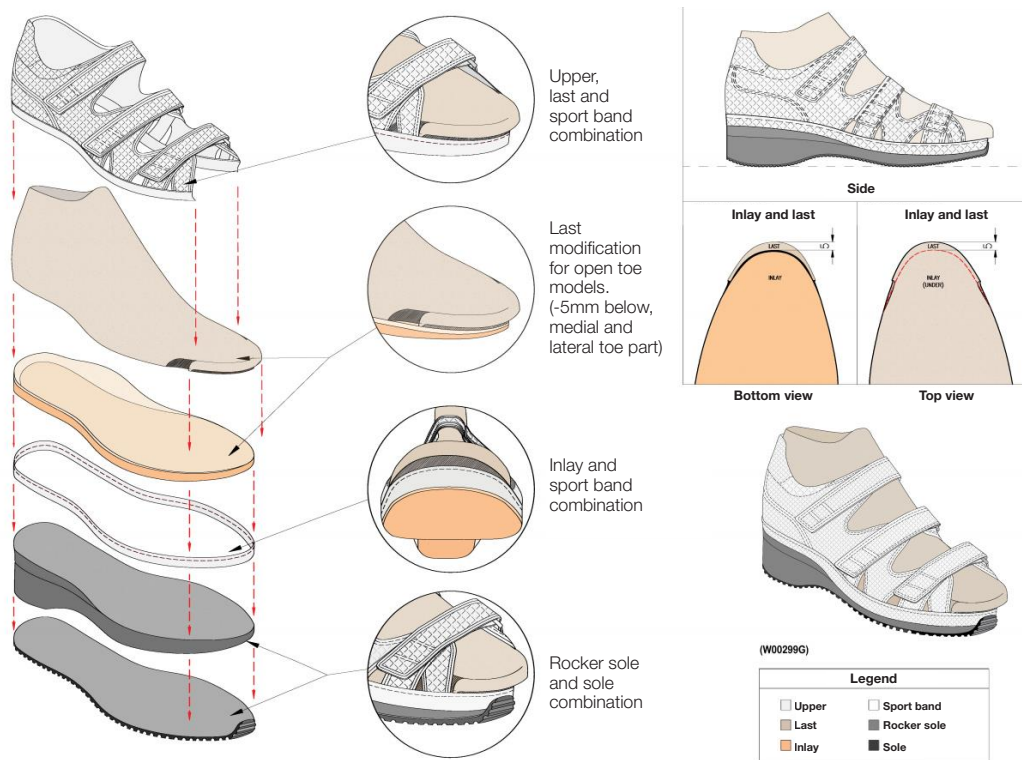 Upper,
last and
sport band
combination
Last
modification
for open toe
models.
(-5mm below,
medial and
lateral toe part)
Inlay and
sport band
combination
Rocker sole
and sole
combination
Side
Inlay and last
Inlay and last
LAST
5
INLAY
LAST
5
INLAY
(UNDER)
Bottom view
Top view
(W00299G)
Legend
Upper
Sport band
Last
Rocker sole
Inlay
Sole